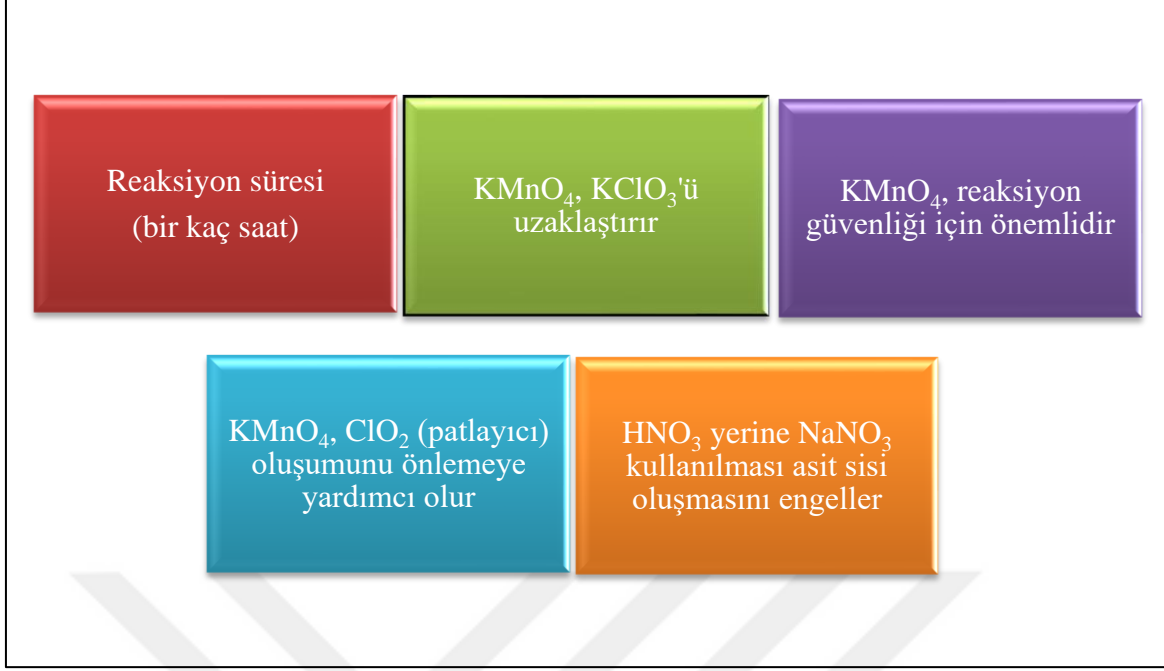 Reaksiyon süresi
(bir kaç saat)
KMnO₄, KClO₃'ü
uzaklaştırır
KMnO₄, reaksiyon
güvenliği için önemlidir
KMnO₄, ClO₂ (patlayıcı)
oluşumunu önlemeye
yardımcı olur
HNO₃ yerine NaNO₃
kullanılması asit sisi
oluşmasını engeller